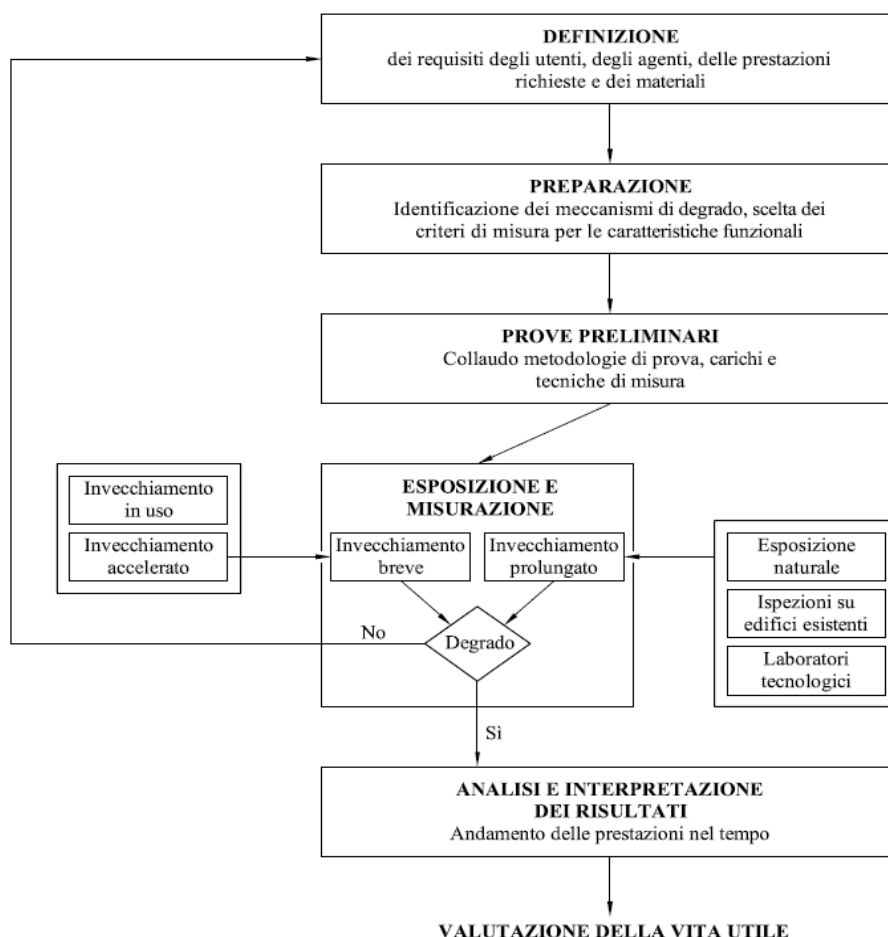 DEFINIZIONE
dei requisiti degli utenti, degli agenti, delle prestazioni
richieste e dei materiali
PREPARAZIONE
Identificazione dei meccanismi di degrado, scelta dei
criteri di misura per le caratteristiche funzionali
PROVE PRELIMINARI
Collaudo metodologie di prova, carichi e
tecniche di misura
Invecchiamento
in uso
Invecchiamento
accelerato
ESPOSIZIONE E
MISURAZIONE
Invecchiamento
breve
Invecchiamento
prolungato
Degrado
No
Sì
Esposizione
naturale
Ispezioni su
edifici esistenti
Laboratori
tecnologici
ANALISI E INTERPRETAZIONE
DEI RISULTATI
Andamento delle prestazioni nel tempo
VALUTAZIONE DELLA VITA UTILE